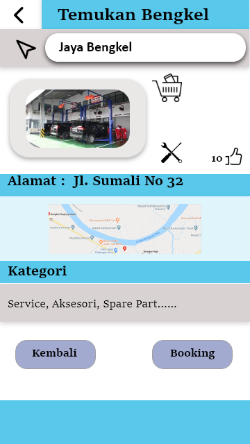 Temukan Bengkel
Jaya Bengkel
10
Alamat : Jl. Sumali No 32
Kategori
Service, Aksesori, Spare Part......
Kembali
Booking